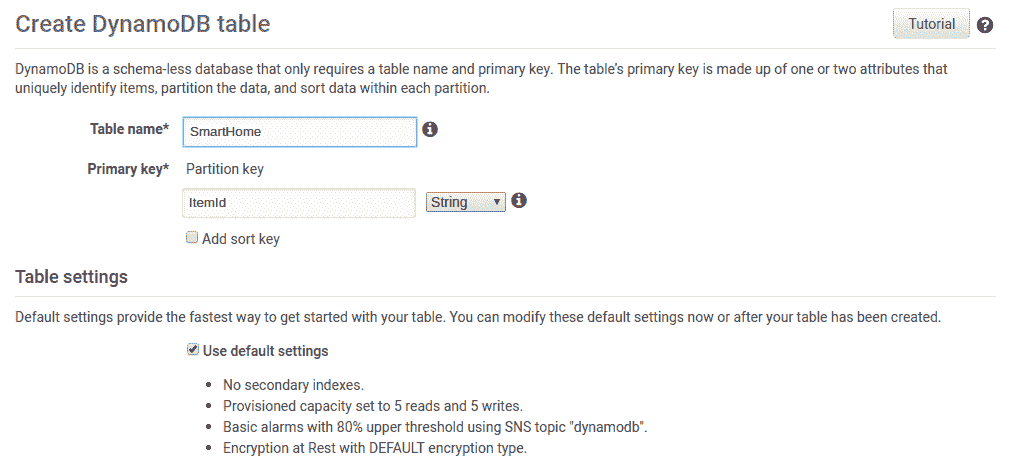 Create DynamoDB table
Tutorial
DynamoDB is a schema-less database that only requires a table name and primary key. The table's primary key is made up of one or two attributes that
uniquely identify items, partition the data, and sort data within each partition.
Table name* SmartHome
Primary key* Partition key
ItemId String
Add sort key
Table settings
Default settings provide the fastest way to get started with your table. You can modify these default settings now or after your table has been created.
Use default settings
• No secondary indexes.
• Provisioned capacity set to 5 reads and 5 writes.
• Basic alarms with 80% upper threshold using SNS topic "dynamodb".
• Encryption at Rest with DEFAULT encryption type.